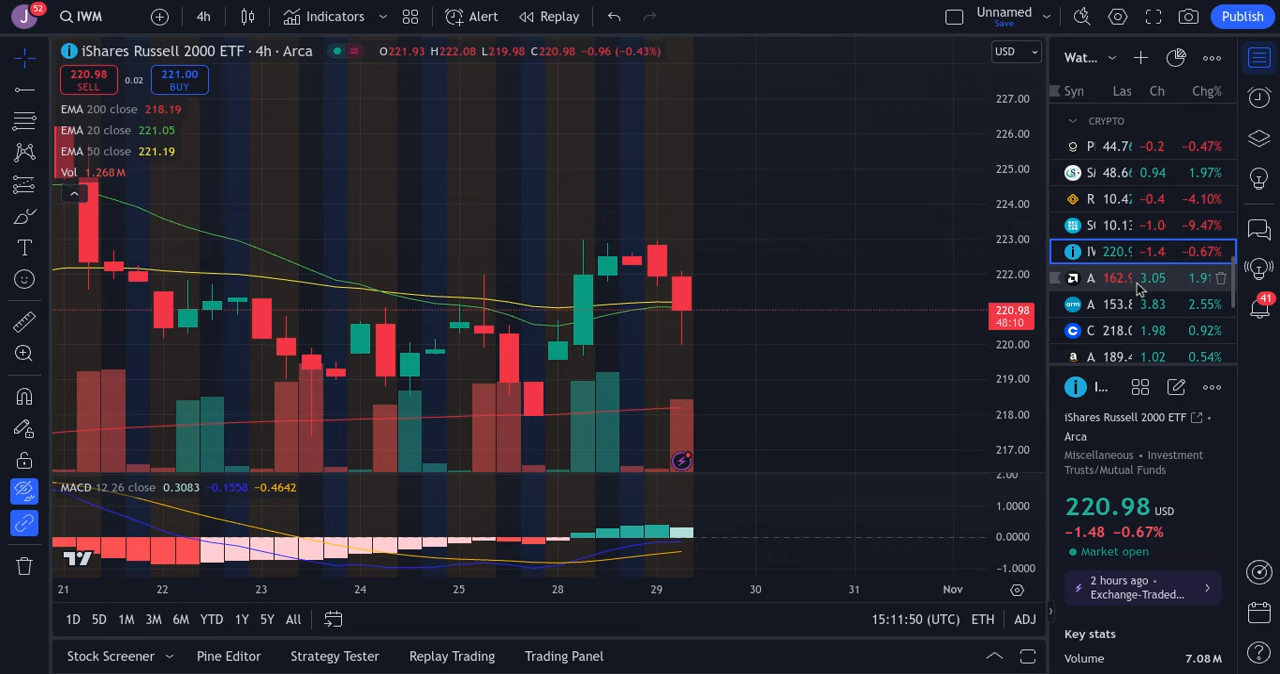 J 52 IWM 4h Indicators Alert Replay Unnamed Save Publish
iShares Russell 2000 ETF · 4h · Arca O221.93 H222.08 L219.98 C220.98 −0.96 (−0.43%) USD
220.98 SELL 0.02 221.00 BUY
EMA 200 close 218.19
EMA 20 close 221.05
EMA 50 close 221.19
Vol 1.268M
227.00
226.00
225.00
224.00
223.00
222.00
220.98
48:10
220.00
219.00
218.00
217.00
MACD 12 26 close 0.3083 −0.1558 −0.4642
2.00
1.0000
0.0000
−1.0000
21 22 23 24 25 28 29 30 31 Nov
1D 5D 1M 3M 6M YTD 1Y 5Y All 15:11:50 (UTC) ETH ADJ
Stock Screener Pine Editor Strategy Tester Replay Trading Trading Panel
Wat...
Syn Las Ch Chg%
CRYPTO
P 44.76 −0.2 −0.47%
48.66 0.94 1.97%
R 10.42 −0.4 −4.10%
10.13 −1.0 −9.47%
220.9 −1.4 −0.67%
A 162.9 3.05 1.91
arm A 153.8 3.83 2.55%
C 218.0 1.98 0.92%
A 189.4 1.02 0.54%
I...
iShares Russell 2000 ETF •
Arca
Miscellaneous • Investment
Trusts/Mutual Funds
220.98 USD
−1.48 −0.67%
Market open
2 hours ago •
Exchange-Traded...
Key stats
Volume 7.08M
41